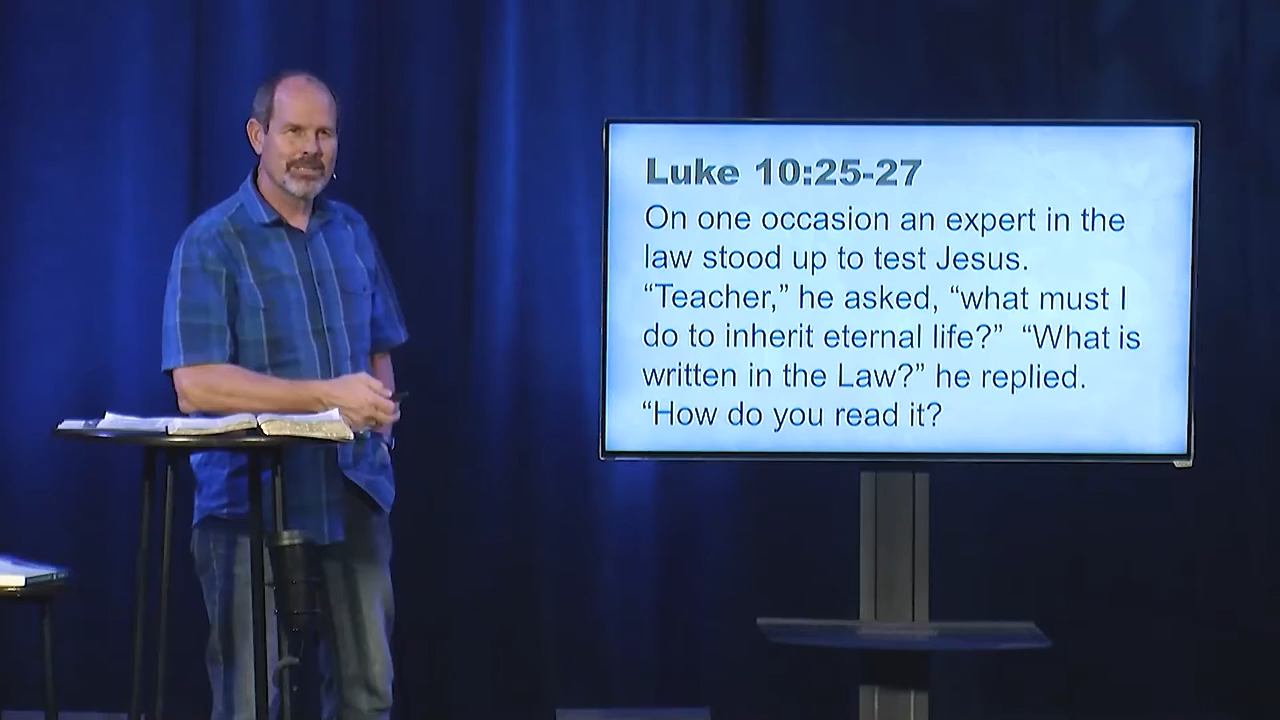 Luke 10:25-27
On one occasion an expert in the
law stood up to test Jesus.
“Teacher,” he asked, “what must I
do to inherit eternal life?”  “What is
written in the Law?” he replied.
“How do you read it?